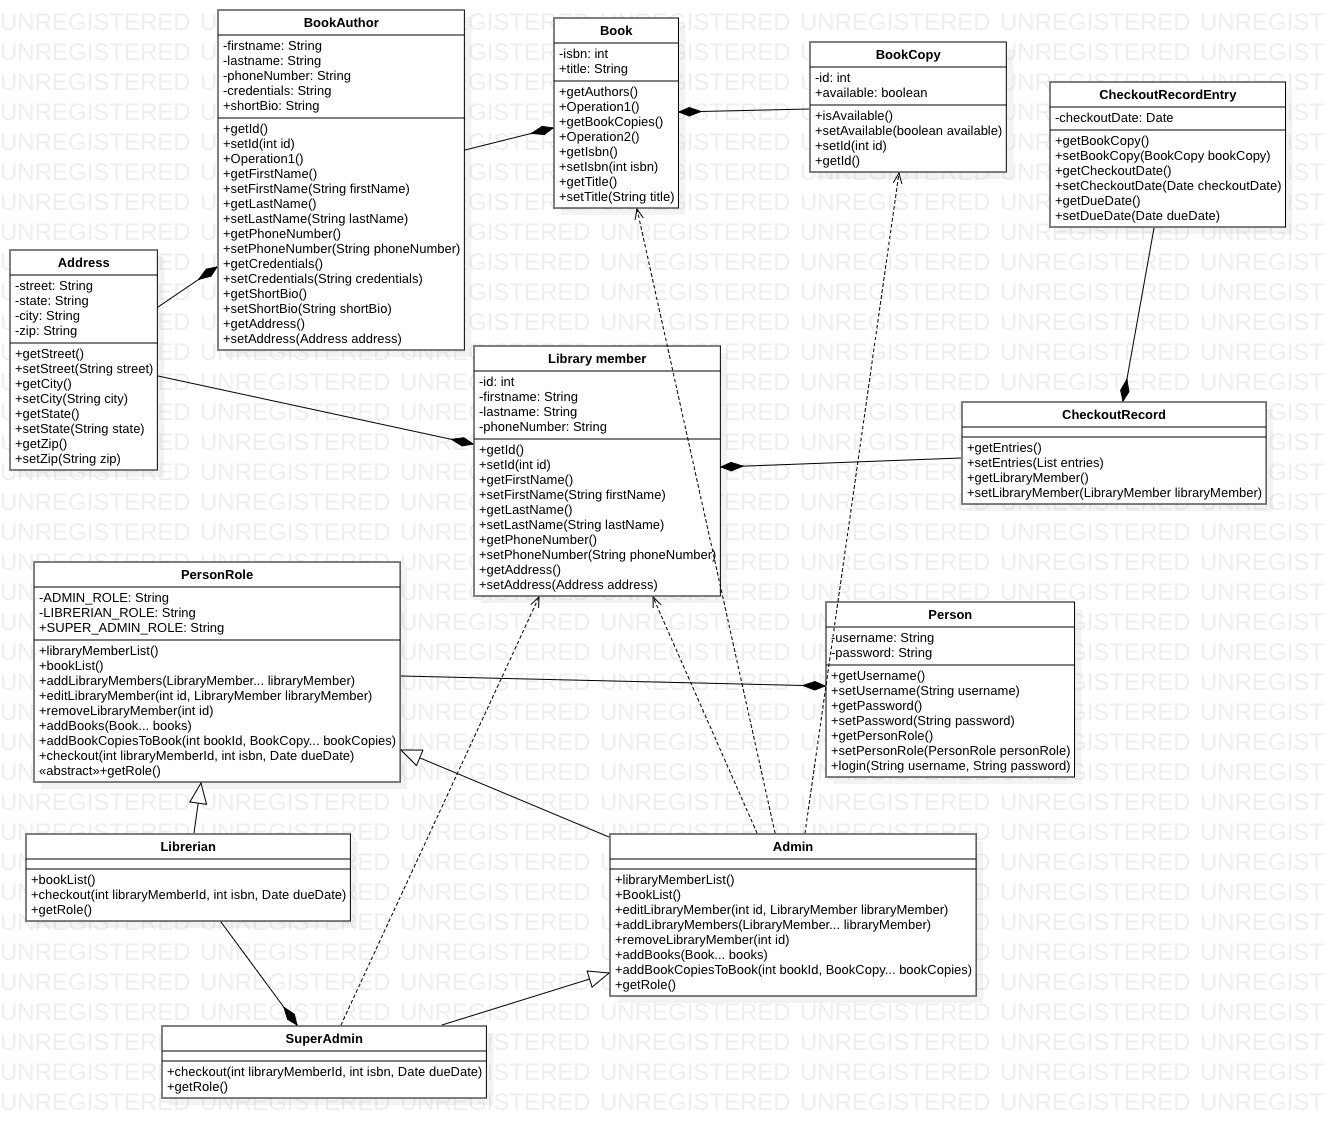 BookAuthor
-firstname: String
-lastname: String
-phoneNumber: String
-credentials: String
+shortBio: String
+getId()
+setId(int id)
+Operation1()
+getFirstName()
+setFirstName(String firstName)
+getLastName()
+setLastName(String lastName)
+getPhoneNumber()
+setPhoneNumber(String phoneNumber)
+getCredentials()
+setCredentials(String credentials)
+getShortBio()
+setShortBio(String shortBio)
+getAddress()
+setAddress(Address address)
Book
-isbn: int
+title: String
+getAuthors()
+Operation1()
+getBookCopies()
+Operation2()
+getIsbn()
+setIsbn(int isbn)
+getTitle()
+setTitle(String title)
BookCopy
-id: int
+available: boolean
+isAvailable()
+setAvailable(boolean available)
+setId(int id)
+getId()
CheckoutRecordEntry
-checkoutDate: Date
+getBookCopy()
+setBookCopy(BookCopy bookCopy)
+getCheckoutDate()
+setCheckoutDate(Date checkoutDate)
+getDueDate()
+setDueDate(Date dueDate)
Address
-street: String
-state: String
-city: String
-zip: String
+getStreet()
+setStreet(String street)
+getCity()
+setCity(String city)
+getState()
+setState(String state)
+getZip()
+setZip(String zip)
Library member
-id: int
-firstname: String
-lastname: String
-phoneNumber: String
+getId()
+setId(int id)
+getFirstName()
+setFirstName(String firstName)
+getLastName()
+setLastName(String lastName)
+getPhoneNumber()
+setPhoneNumber(String phoneNumber)
+getAddress()
+setAddress(Address address)
CheckoutRecord
+getEntries()
+setEntries(List entries)
+getLibraryMember()
+setLibraryMember(LibraryMember libraryMember)
PersonRole
-ADMIN_ROLE: String
-LIBRERIAN_ROLE: String
+SUPER_ADMIN_ROLE: String
+libraryMemberList()
+bookList()
+addLibraryMembers(LibraryMember... libraryMember)
+editLibraryMember(int id, LibraryMember libraryMember)
+removeLibraryMember(int id)
+addBooks(Book... books)
+addBookCopiesToBook(int bookId, BookCopy... bookCopies)
+checkout(int libraryMemberId, int isbn, Date dueDate)
«abstract»+getRole()
Person
-username: String
-password: String
+getUsername()
+setUsername(String username)
+getPassword()
+setPassword(String password)
+getPersonRole()
+setPersonRole(PersonRole personRole)
+login(String username, String password)
Librerian
+bookList()
+checkout(int libraryMemberId, int isbn, Date dueDate)
+getRole()
Admin
+libraryMemberList()
+BookList()
+editLibraryMember(int id, LibraryMember libraryMember)
+addLibraryMembers(LibraryMember... libraryMember)
+removeLibraryMember(int id)
+addBooks(Book... books)
+addBookCopiesToBook(int bookId, BookCopy... bookCopies)
+getRole()
SuperAdmin
+checkout(int libraryMemberId, int isbn, Date dueDate)
+getRole()
UNREGISTERED